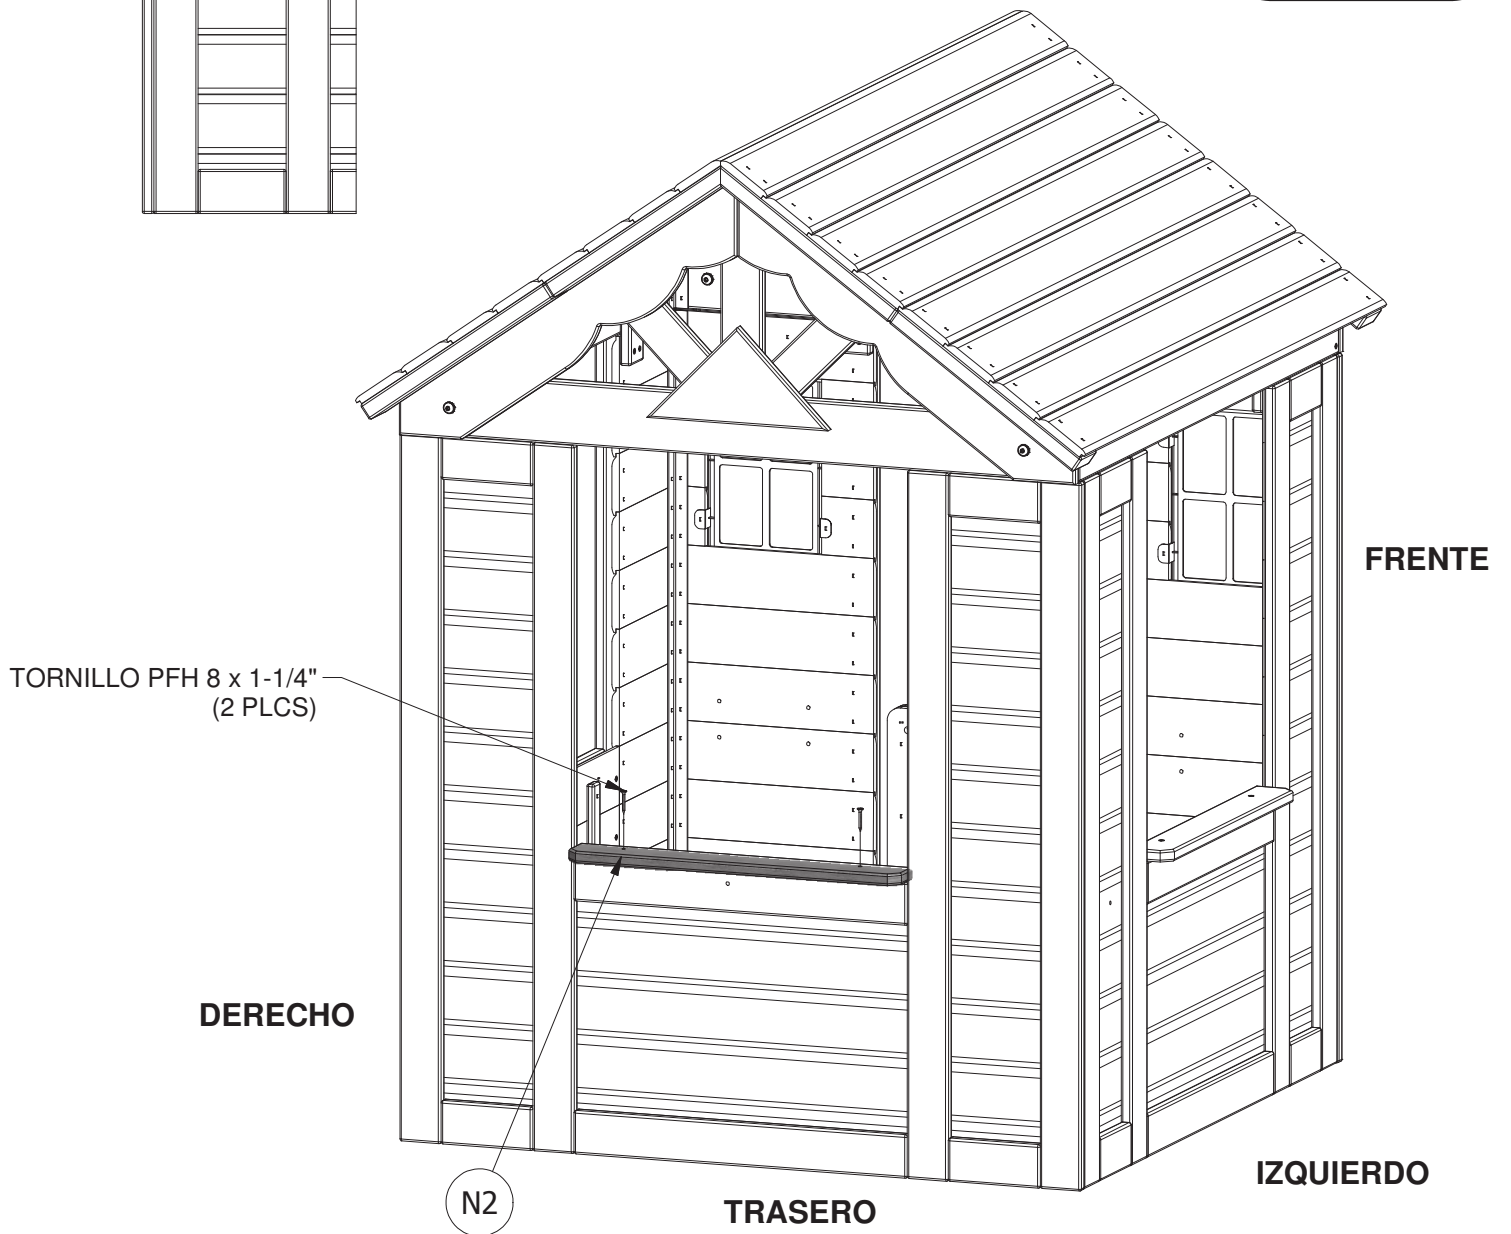 FRENTE
TORNILLO PFH 8 x 1-1/4"
(2 PLCS)
DERECHO
IZQUIERDO
N2
TRASERO